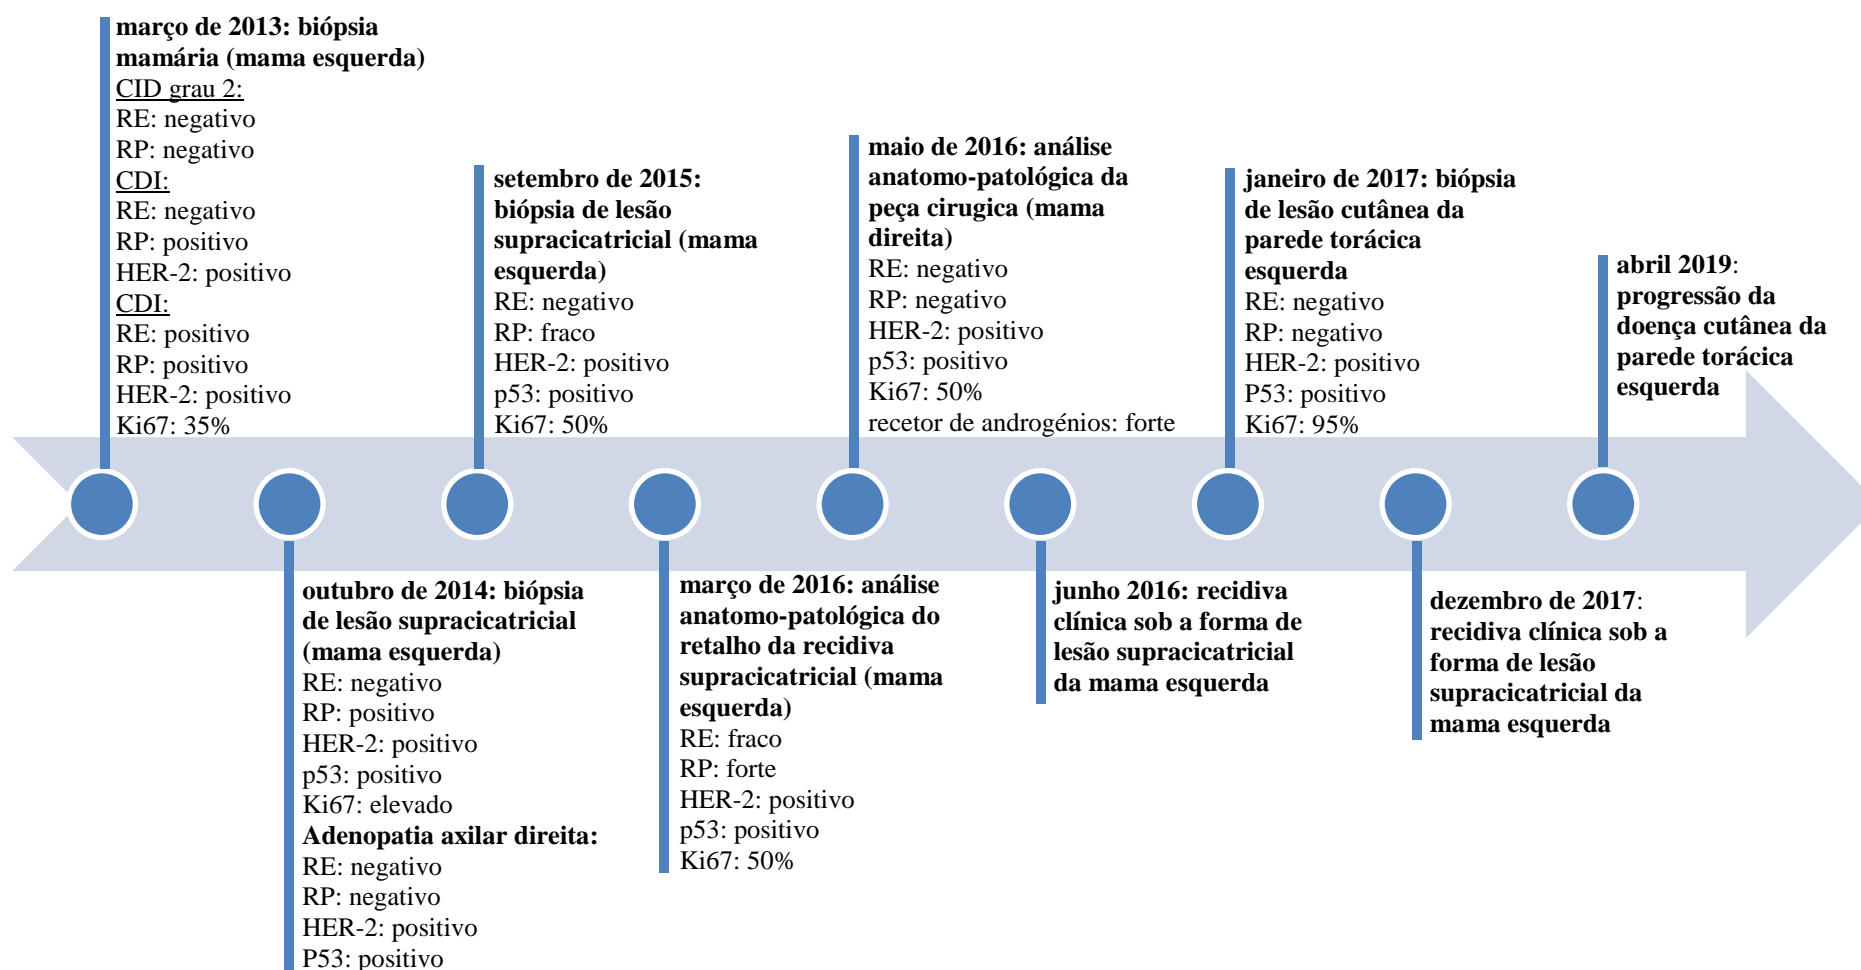 março de 2013: biópsia
mamária (mama esquerda)
CID grau 2:
RE: negativo
RP: negativo
CDI:
RE: negativo
RP: positivo
HER-2: positivo
CDI:
RE: positivo
RP: positivo
HER-2: positivo
Ki67: 35%
outubro de 2014: biópsia
de lesão supracicatricial
(mama esquerda)
RE: negativo
RP: positivo
HER-2: positivo
p53: positivo
Ki67: elevado
Adenopatia axilar direita:
RE: negativo
RP: negativo
HER-2: positivo
P53: positivo
setembro de 2015:
biópsia de lesão
supracicatricial (mama
esquerda)
RE: negativo
RP: fraco
HER-2: positivo
p53: positivo
Ki67: 50%
março de 2016: análise
anatomo-patológica do
retalho da recidiva
supracicatricial (mama
esquerda)
RE: fraco
RP: forte
HER-2: positivo
p53: positivo
Ki67: 50%
maio de 2016: análise
anatomo-patológica da
peça cirugica (mama
direita)
RE: negativo
RP: negativo
HER-2: positivo
p53: positivo
Ki67: 50%
recetor de androgénios: forte
junho 2016: recidiva
clínica sob a forma de
lesão supracicatricial
da mama esquerda
janeiro de 2017: biópsia
de lesão cutânea da
parede torácica
esquerda
RE: negativo
RP: negativo
HER-2: positivo
P53: positivo
Ki67: 95%
dezembro de 2017:
recidiva clínica sob a
forma de lesão
supracicatricial da
mama esquerda
abril 2019:
progressão da
doença cutânea da
parede torácica
esquerda